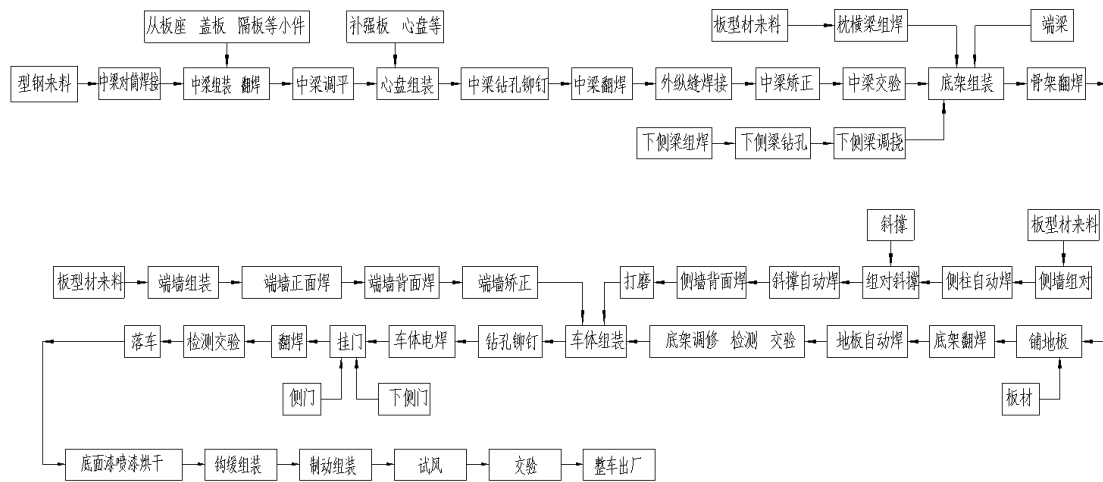 从板座 盖板 隔板等小件
补强板 心盘等
板型材来料
枕横梁组焊
端梁
型钢来料
中梁对筒焊接
中梁组装 翻焊
中梁调平
心盘组装
中梁钻孔铆钉
中梁翻焊
外纵缝焊接
中梁矫正
中梁交验
底架组装
骨架翻焊
下侧梁组焊
下侧梁钻孔
下侧梁调挠
斜撑
板型材来料
板型材来料
端墙组装
端墙正面焊
端墙背面焊
端墙矫正
打磨
侧墙背面焊
斜撑自动焊
组对斜撑
侧柱自动焊
侧墙组对
落车
检测交验
翻焊
挂门
车体电焊
钻孔铆钉
车体组装
底架调修 检测 交验
地板自动焊
底架翻焊
铺地板
侧门
下侧门
板材
底面漆喷漆烘干
钩缓组装
制动组装
试风
交验
整车出厂